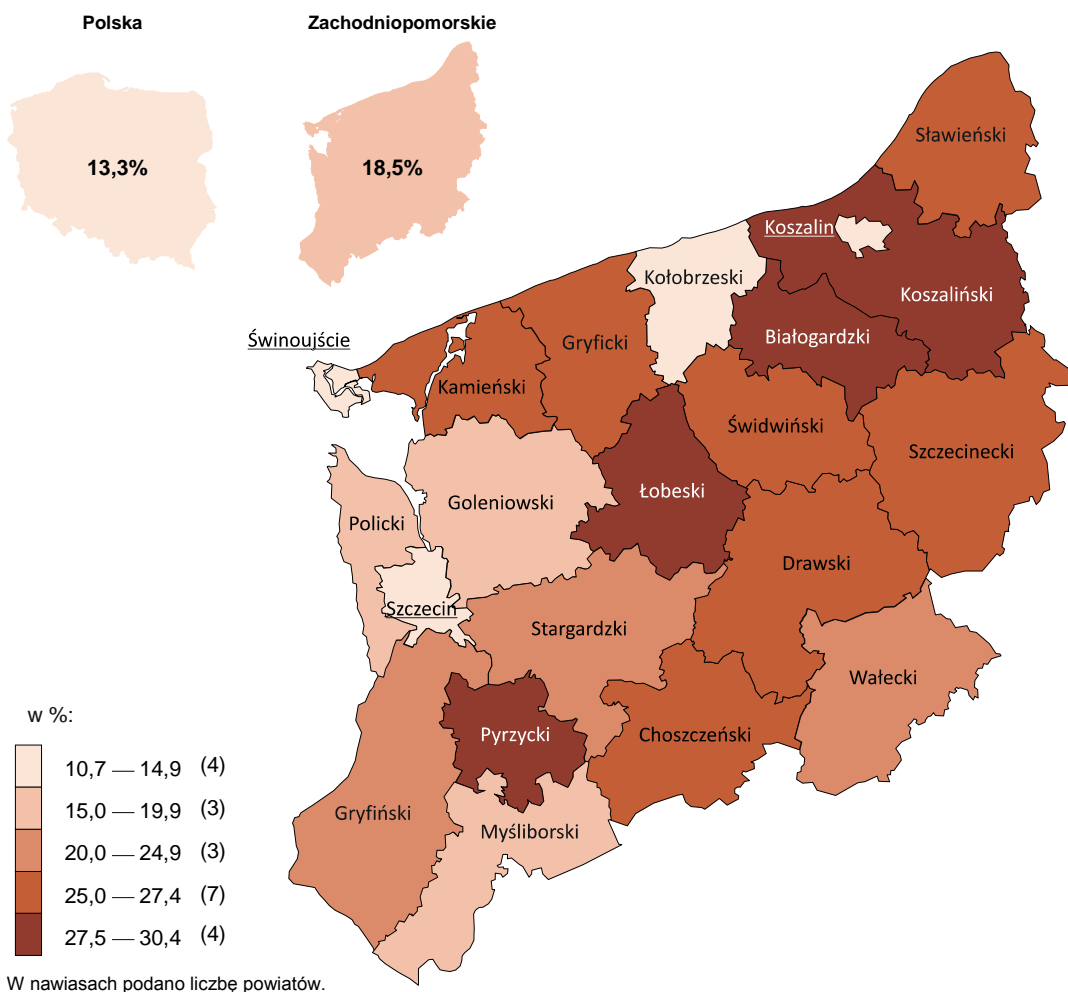 Polska
Zachodniopomorskie
13,3%
18,5%
Sławieński
Koszalin
Kołobrzeski
Koszaliński
Białogardzki
Świnoujście
Gryficki
Kamieński
Świdwiński
Szczecinecki
Łobeski
Goleniowski
Policki
Drawski
Szczecin
Stargardzki
Wałecki
Pyrzycki
Choszczeński
Gryfiński
Myśliborski
w %:
10,7 — 14,9 (4)
15,0 — 19,9 (3)
20,0 — 24,9 (3)
25,0 — 27,4 (7)
27,5 — 30,4 (4)
W nawiasach podano liczbę powiatów.